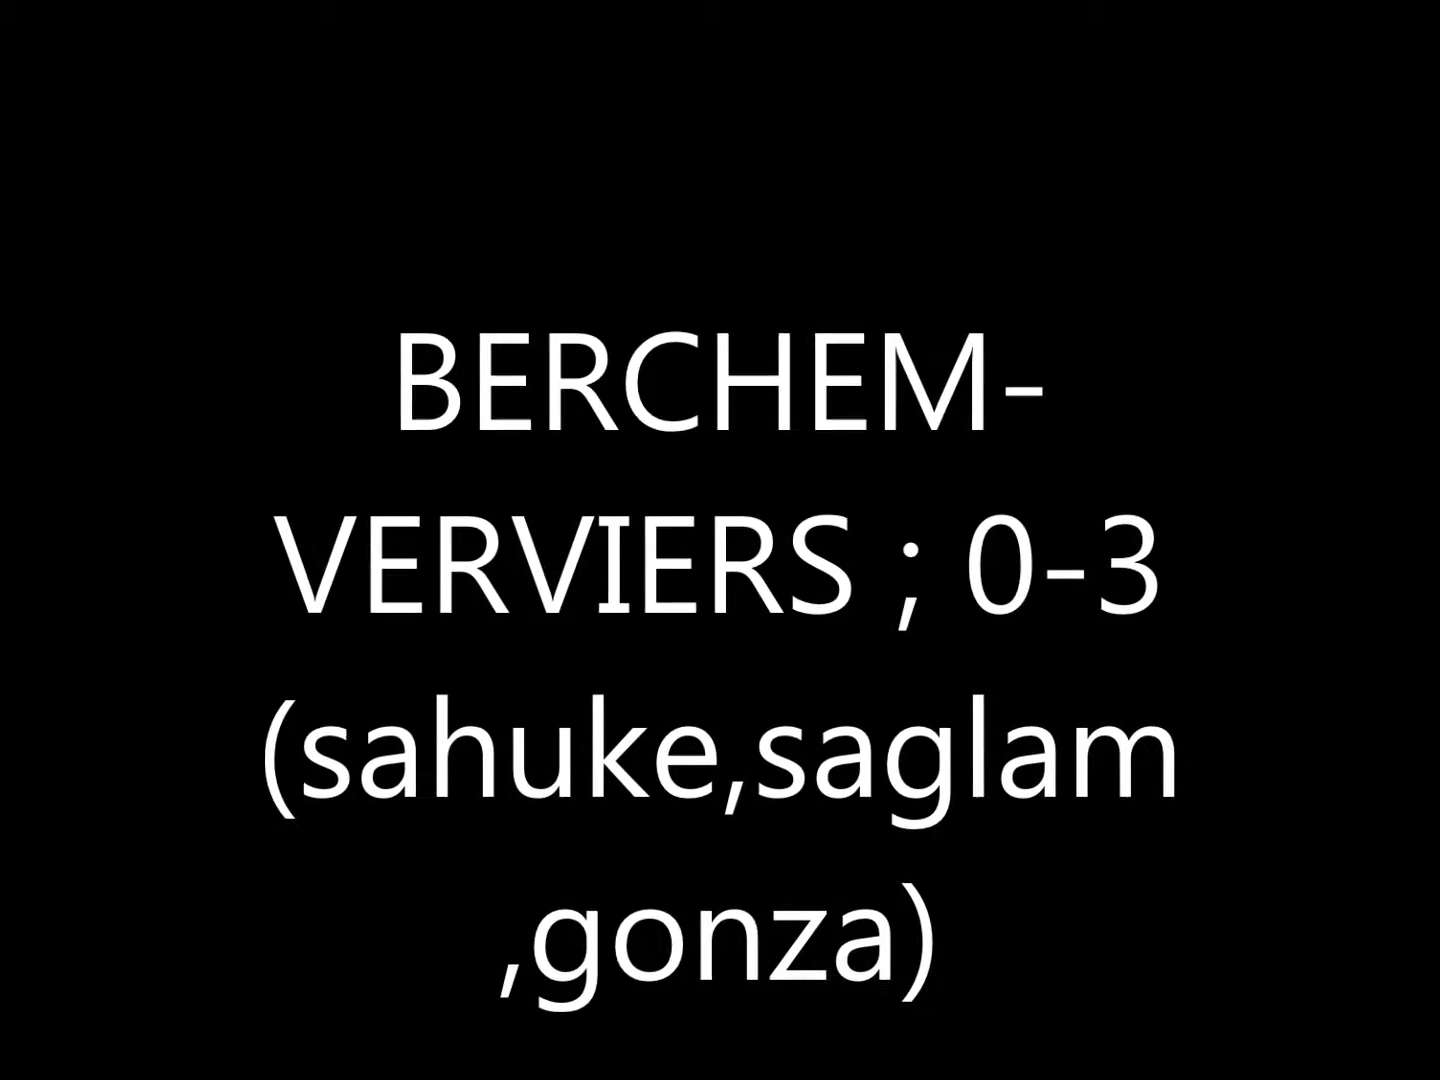 BERCHEM-
VERVIERS ; 0-3
(sahuke,saglam
,gonza)